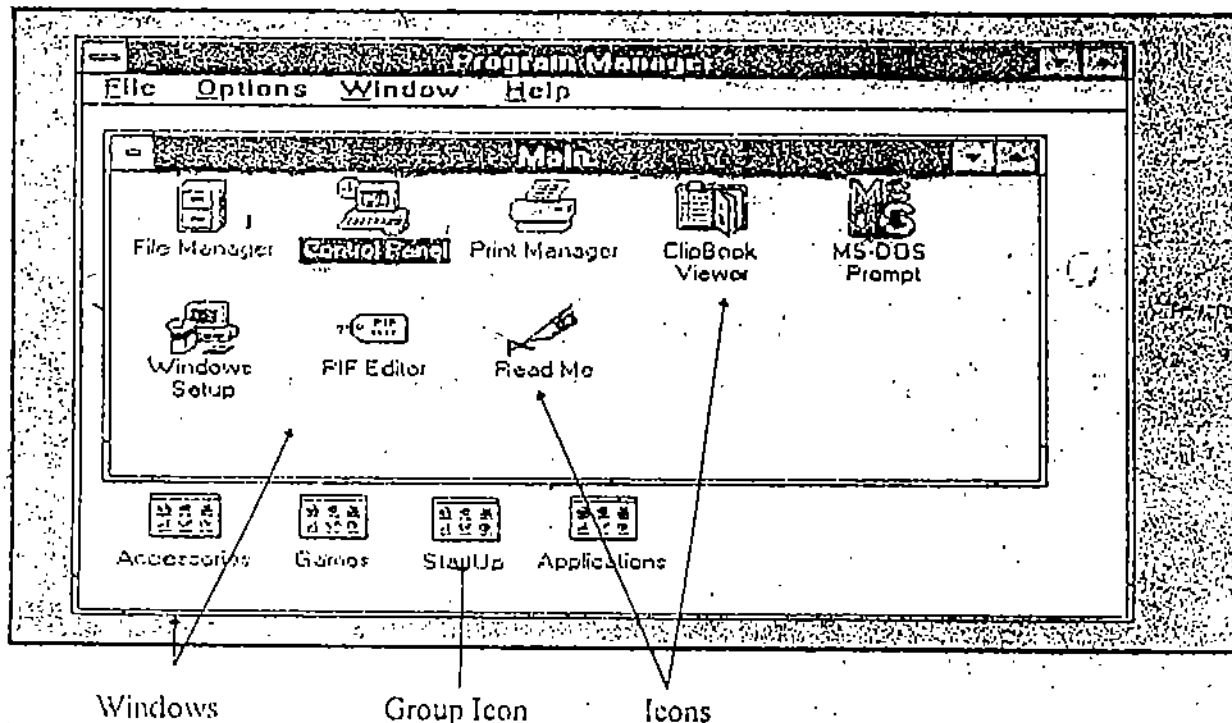 Program Manager
File Options Window Help
Main
File Manager Control Panel Print Manager ClipBook Viewer MS-DOS Prompt
Windows Setup PIF Editor Read Me
Accessories Games StartUp Applications
Windows Group Icon Icons